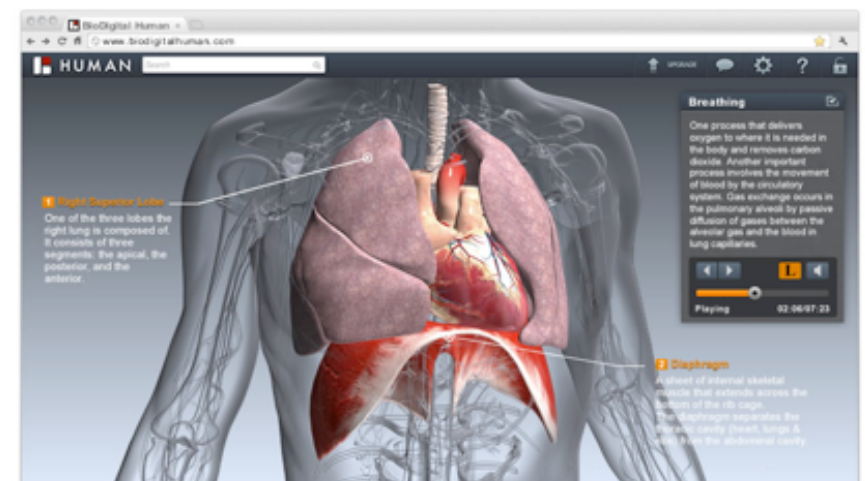 BioDigital Human
www.biodigitalhuman.com
HUMAN
Search
UPGRADE
?
Breathing
One process that delivers
oxygen to where it is needed in
the body and removes carbon
dioxide. Another important
process involves the movement
of blood by the circulatory
system. Gas exchange occurs in
the pulmonary alveoli by passive
diffusion of gases between the
alveolar gas and the blood in
lung capillaries.
L
Playing 02:06/07:23
1 Right Superior Lobe
One of the three lobes the
right lung is composed of.
It consists of three
segments: the apical, the
posterior, and the
anterior.
2 Diaphragm
A sheet of internal skeletal
muscle that extends across the
bottom of the rib cage.
The diaphragm separates the
thoracic cavity (heart, lungs &
ribs) from the abdominal cavity.